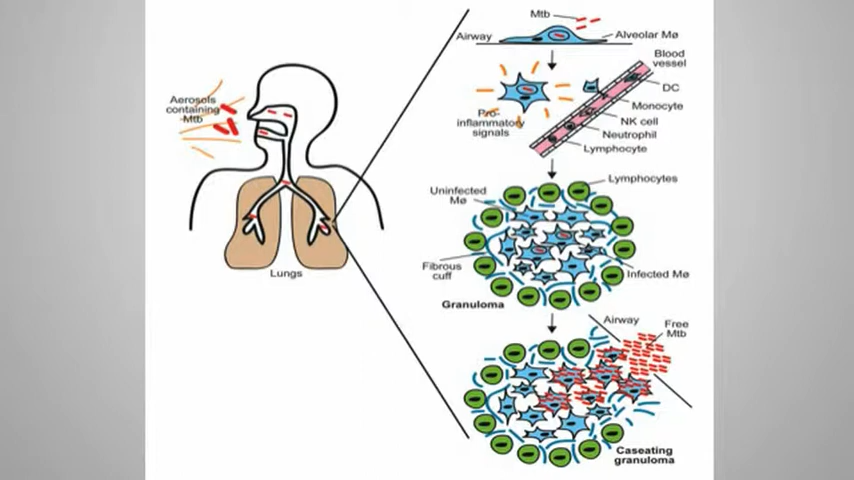 Mtb
Airway
Alveolar Mø
Blood
vessel
DC
Monocyte
NK cell
Neutrophil
Lymphocyte
Pro-
inflammatory
signals
Aerosols
containing
Mtb
Lungs
Lymphocytes
Uninfected
Mø
Fibrous
cuff
Infected Mø
Granuloma
Airway
Free
Mtb
Caseating
granuloma